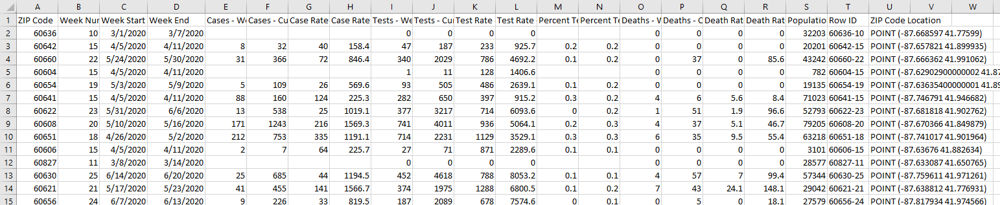 A B C D E F G H I J K L M N O P Q R S T U V W
1 ZIP Code Week Nur Week Start Week End Cases - We Cases - Cu Case Rate Case Rate Tests - We Tests - Cu Test Rate - Test Rate Percent Te Percent Te Deaths - W Deaths - C Death Rat Death Rat Populatio Row ID ZIP Code Location
2 60636 10 3/1/2020 3/7/2020 0 0 0 0 0 0 0 0 32203 60636-10 POINT (-87.668597 41.77599)
3 60642 15 4/5/2020 4/11/2020 8 32 40 158.4 47 187 233 925.7 0.2 0.2 0 0 0 0 20201 60642-15 POINT (-87.657821 41.899935)
4 60660 22 5/24/2020 5/30/2020 31 366 72 846.4 340 2029 786 4692.2 0.1 0.2 0 37 0 85.6 43242 60660-22 POINT (-87.666362 41.991062)
5 60604 15 4/5/2020 4/11/2020 1 11 128 1406.6 0 0 0 0 782 60604-15 POINT (-87.62902900000002 41.87
6 60654 19 5/3/2020 5/9/2020 5 109 26 569.6 93 505 486 2639.1 0.1 0.2 0 0 0 0 19135 60654-19 POINT (-87.63635400000001 41.89
7 60641 15 4/5/2020 4/11/2020 88 160 124 225.3 282 650 397 915.2 0.3 0.2 4 6 5.6 8.4 71023 60641-15 POINT (-87.746791 41.946682)
8 60622 23 5/31/2020 6/6/2020 13 538 25 1019.1 377 3217 714 6093.6 0 0.2 1 51 1.9 96.6 52793 60622-23 POINT (-87.681818 41.902762)
9 60608 20 5/10/2020 5/16/2020 171 1243 216 1569.3 741 4011 936 5064.1 0.2 0.3 4 37 5.1 46.7 79205 60608-20 POINT (-87.670366 41.849879)
10 60651 18 4/26/2020 5/2/2020 212 753 335 1191.1 714 2231 1129 3529.1 0.3 0.3 6 35 9.5 55.4 63218 60651-18 POINT (-87.741017 41.901964)
11 60606 15 4/5/2020 4/11/2020 2 7 64 225.7 27 71 871 2289.6 0.1 0.1 0 0 0 0 3101 60606-15 POINT (-87.63676 41.882634)
12 60827 11 3/8/2020 3/14/2020 0 0 0 0 0 0 0 0 28577 60827-11 POINT (-87.633087 41.650765)
13 60630 25 6/14/2020 6/20/2020 25 685 44 1194.5 452 4618 788 8053.2 0.1 0.1 4 57 7 99.4 57344 60630-25 POINT (-87.759611 41.971261)
14 60621 21 5/17/2020 5/23/2020 41 455 141 1566.7 374 1975 1288 6800.5 0.1 0.2 7 43 24.1 148.1 29042 60621-21 POINT (-87.638812 41.776931)
15 60656 24 6/7/2020 6/13/2020 9 226 33 819.5 187 2089 678 7574.6 0 0.1 0 5 0 18.1 27579 60656-24 POINT (-87.817934 41.974566)